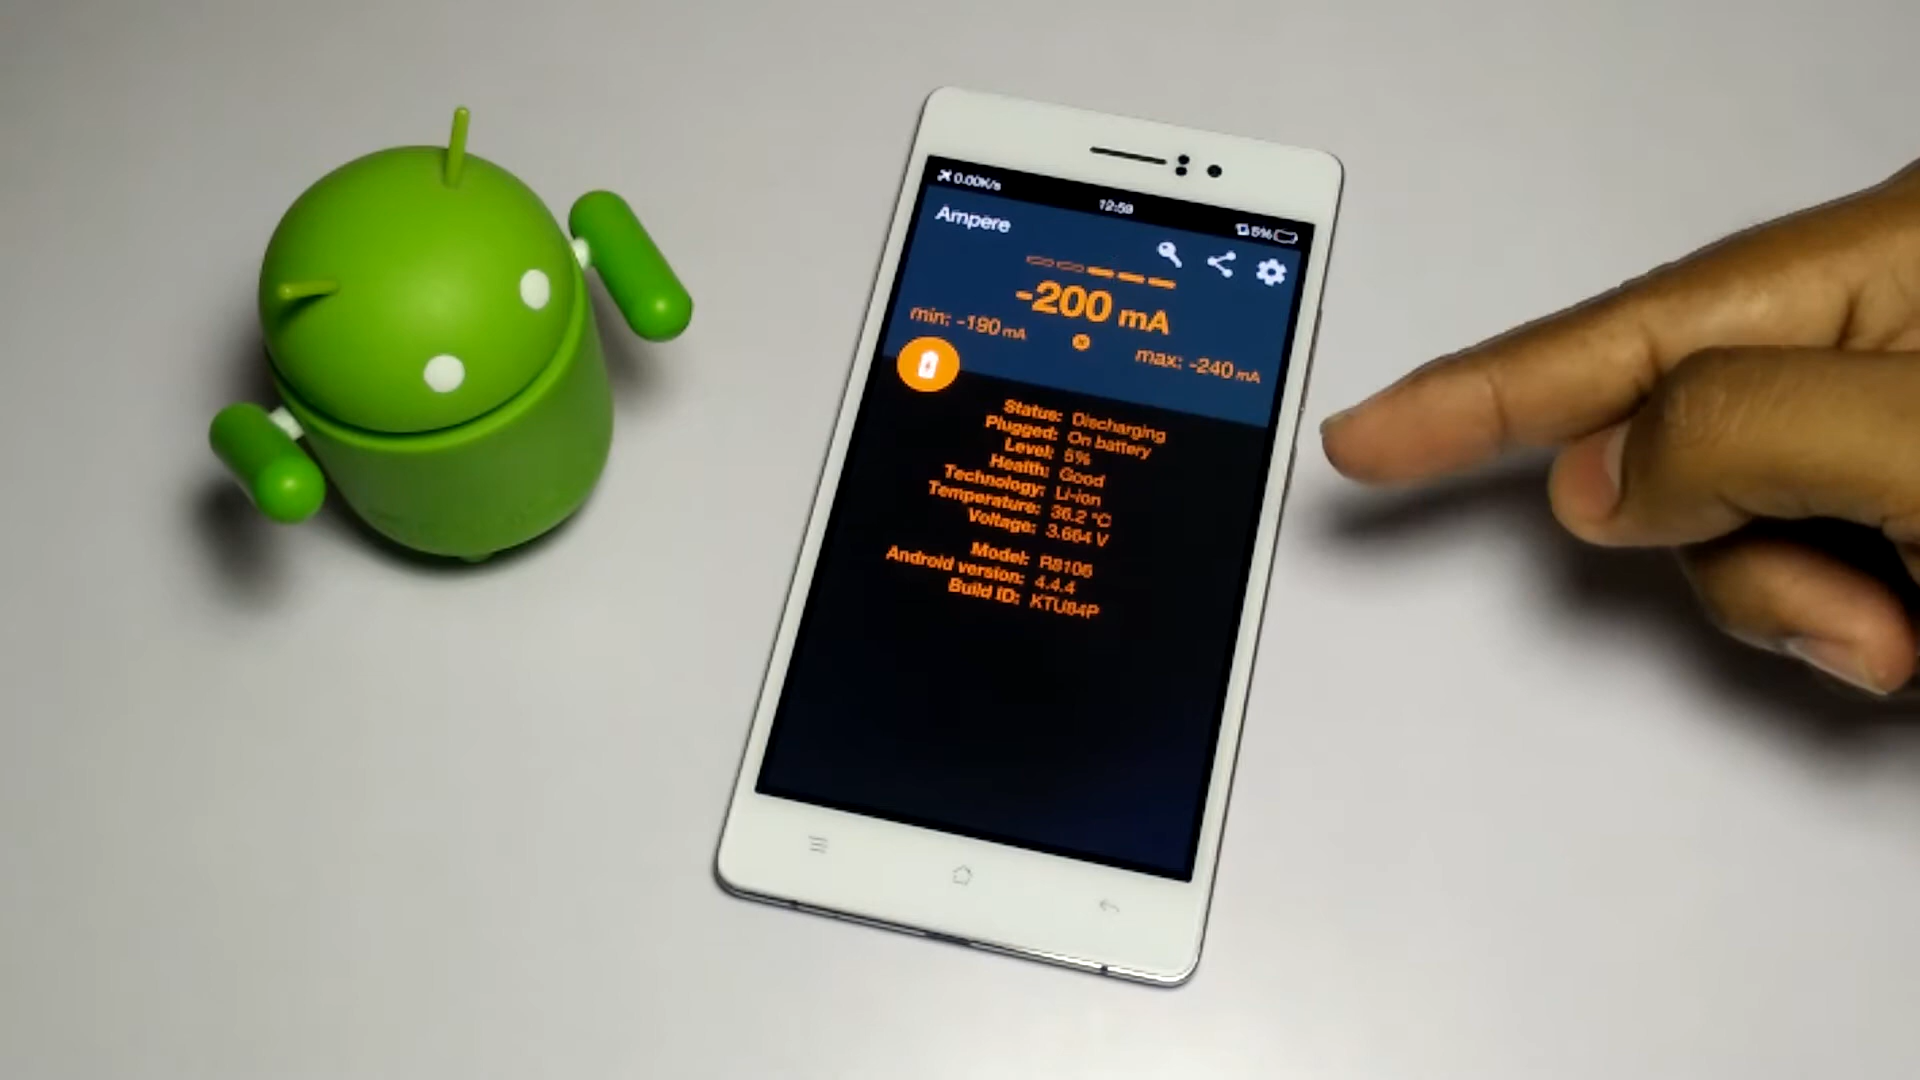 0.00K/s
12:59
5%
Ampere
-200 mA
min: -190 mA
max: -240 mA
Status: Discharging
Plugged: On battery
Level: 5%
Health: Good
Technology: Li-ion
Temperature: 36.2 °C
Voltage: 3.664 V
Model: R8106
Android version: 4.4.4
Build ID: KTU84P